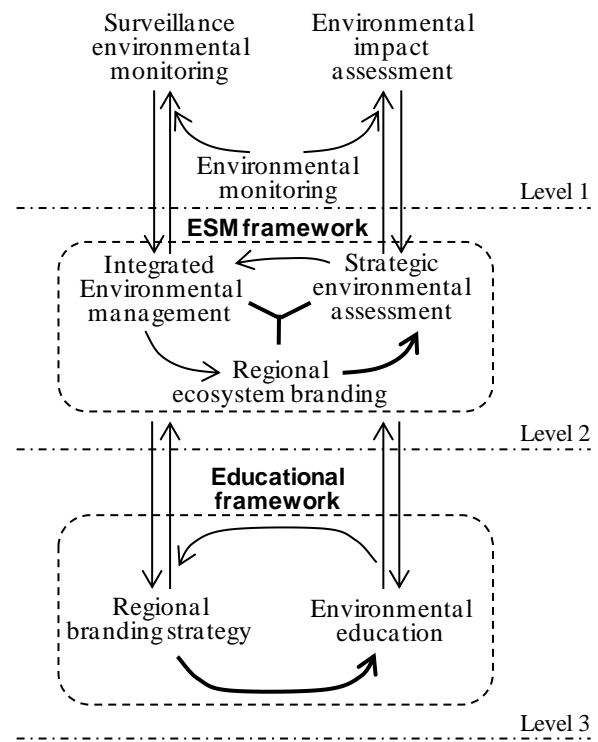 Surveillance
environmental
monitoring
Environmental
impact
assessment
Environmental
monitoring
Level 1
ESM framework
Integrated
Environmental
management
Strategic
environmental
assessment
Regional
ecosystem branding
Level 2
Educational
framework
Regional
branding strategy
Environmental
education
Level 3